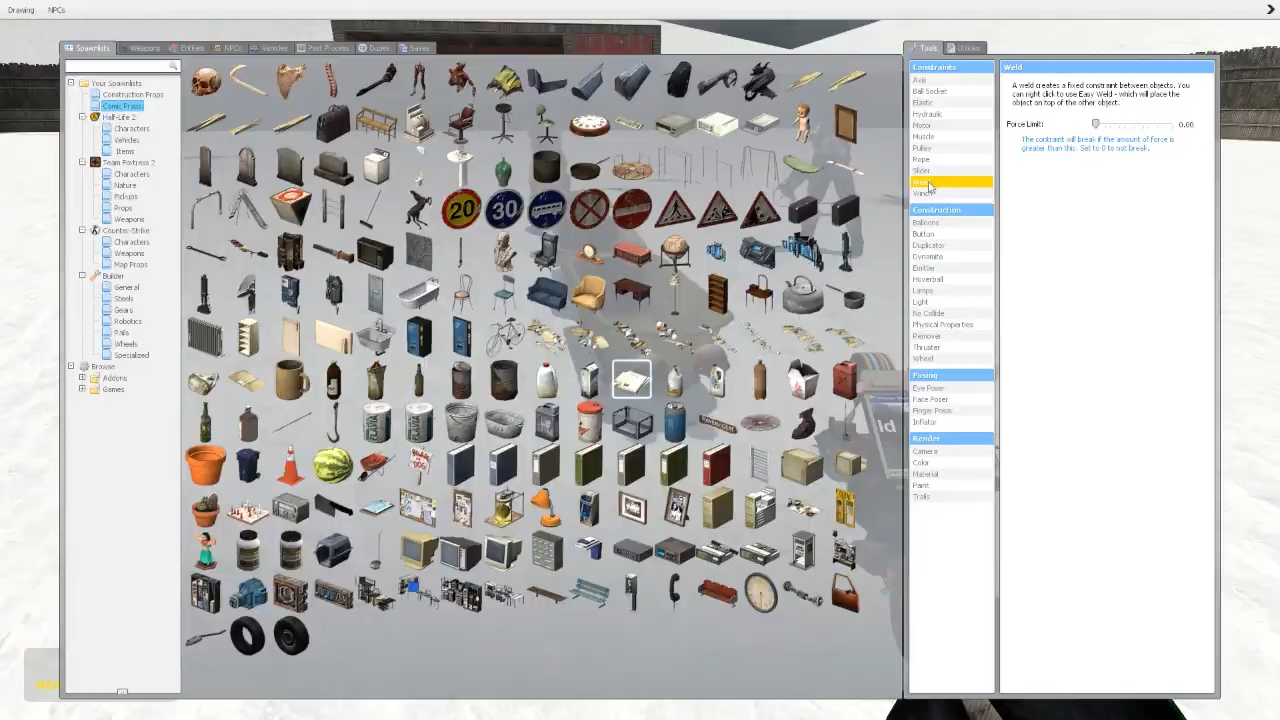 Drawing NPCs
Spawnlists Weapons Entities NPCs Vehicles Post Process Dupes Saves
Your Spawnlists
Construction Props
Comic Props
Half-Life 2
Characters
Vehicles
Items
Team Fortress 2
Characters
Nature
Pickups
Props
Weapons
Counter-Strike
Characters
Weapons
Map Props
Builder
General
Steels
Gears
Robotics
Rails
Wheels
Specialized
Browse
Addons
Games
20 30
Tools Utilities
Constraints
Axis
Ball Socket
Elastic
Hydraulic
Motor
Muscle
Pulley
Rope
Slider
Winch
Construction
Balloons
Button
Duplicator
Dynamite
Emitter
Hoverball
Lamps
Light
No Collide
Physical Properties
Remover
Thruster
Wheel
Posing
Eye Poser
Face Poser
Finger Poser
Inflator
Render
Camera
Color
Material
Paint
Trails
Weld
A weld creates a fixed constraint between objects. You
can right click to use Easy Weld - which will place the
object on top of the other object.
Force Limit: 0.00
The contraint will break if the amount of force is
greater than this. Set to 0 to not break.
ld